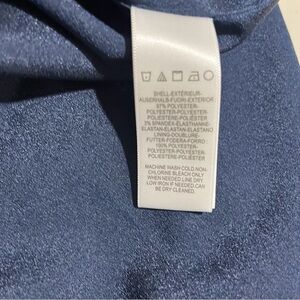 SHELL-EXTÉRIEUR-
AUSSERHALB-FUORI-EXTERIOR
97% POLYESTER-
POLYESTER-POLYESTER-
POLIESTERE-POLIÉSTER
3% SPANDEX-ÉLASTHANNE-
ELASTAN-ELASTAN-ELASTANO
LINING-DOUBLURE-
FUTTER-FODERA-FORRO
100% POLYESTER-
POLYESTER-POLYESTER-
POLIESTERE-POLIÉSTER
MACHINE WASH COLD NON-
CHLORINE BLEACH ONLY
WHEN NEEDED LINE DRY
LOW IRON IF NEEDED CAN
BE DRY CLEANED.